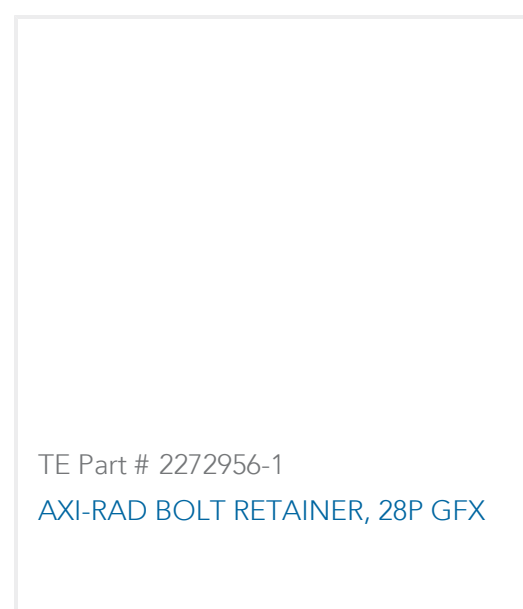 TE Part # 2272956-1
AXI-RAD BOLT RETAINER, 28P GFX